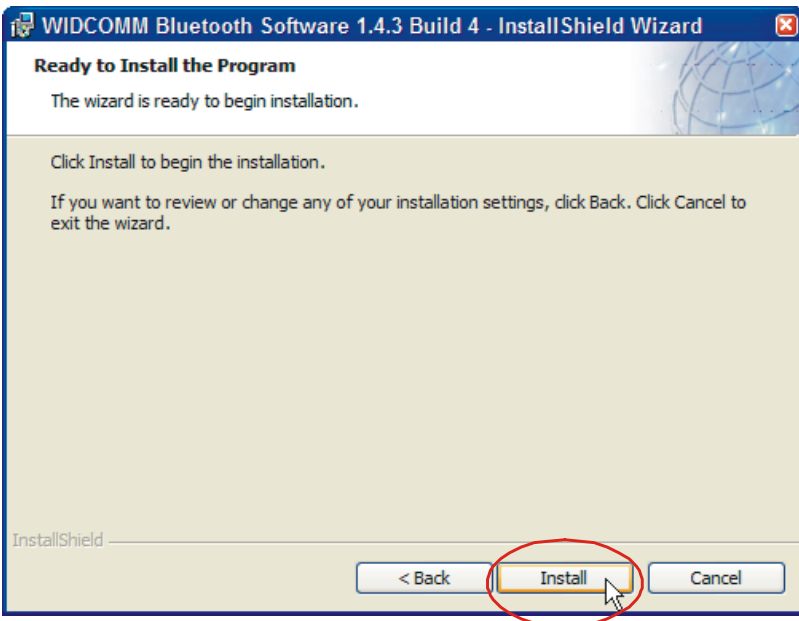 WIDCOMM Bluetooth Software 1.4.3 Build 4 - InstallShield Wizard
Ready to Install the Program
The wizard is ready to begin installation.
Click Install to begin the installation.
If you want to review or change any of your installation settings, click Back. Click Cancel to
exit the wizard.
InstallShield
< Back Install Cancel